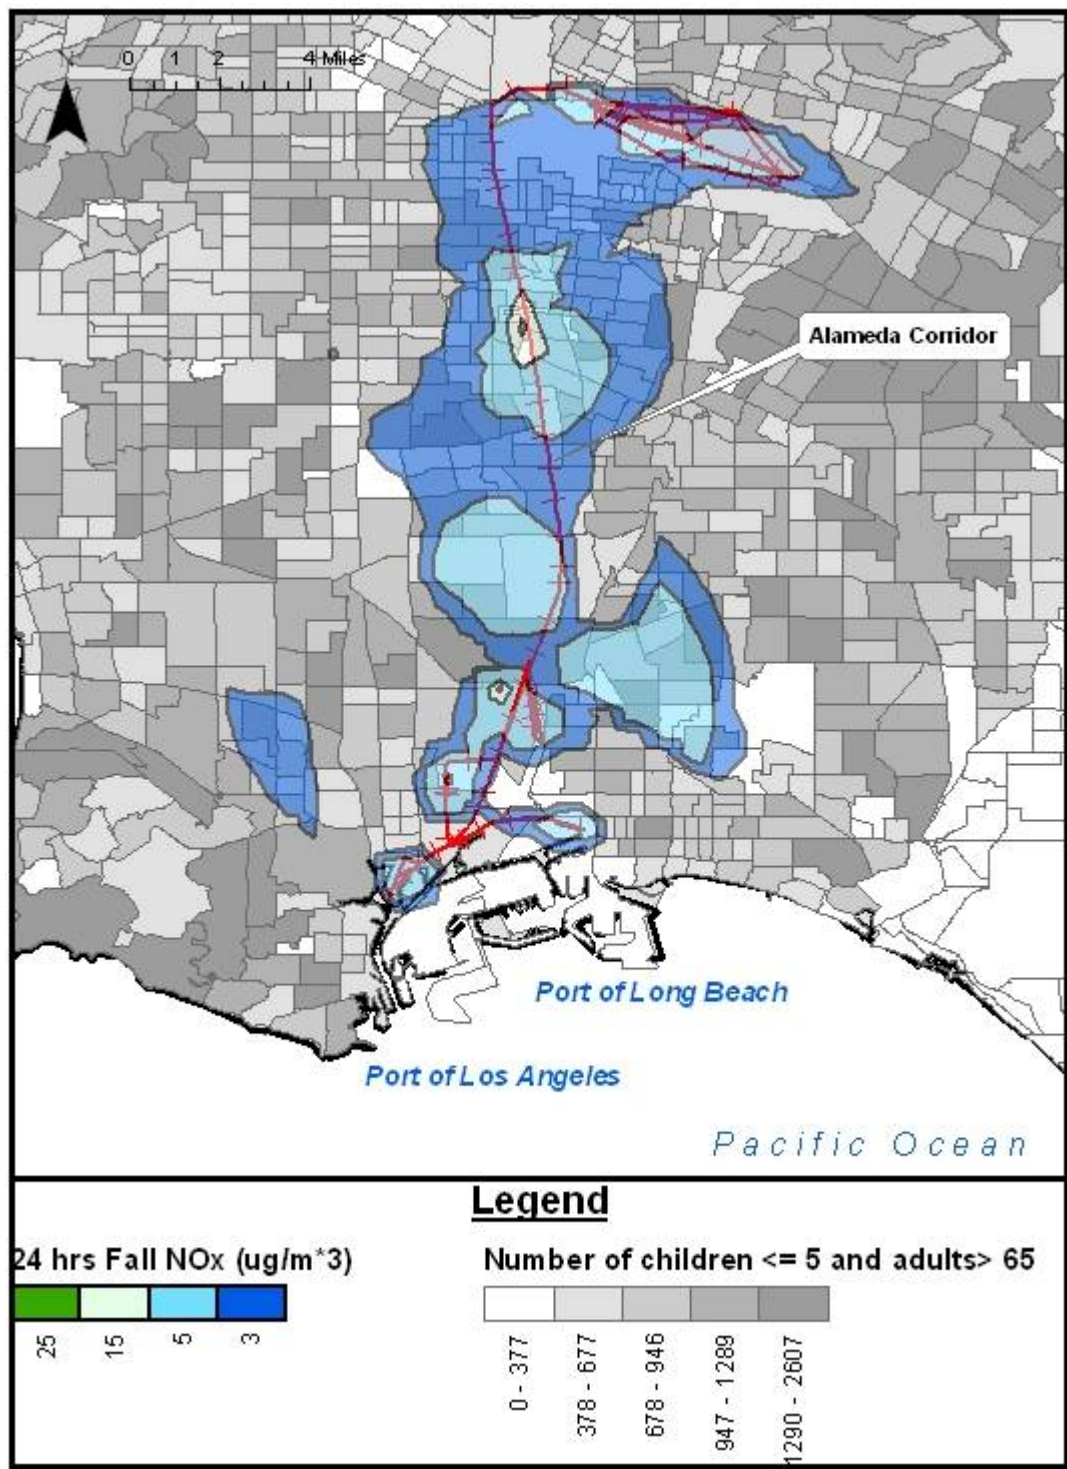 0 1 2 4 Miles
Alameda Corridor
Port of Long Beach
Port of Los Angeles
Pacific Ocean
Legend
24 hrs Fall NOx (ug/m*3)
25
15
5
3
Number of children <= 5 and adults> 65
0 - 377
378 - 677
678 - 946
947 - 1289
1290 - 2607